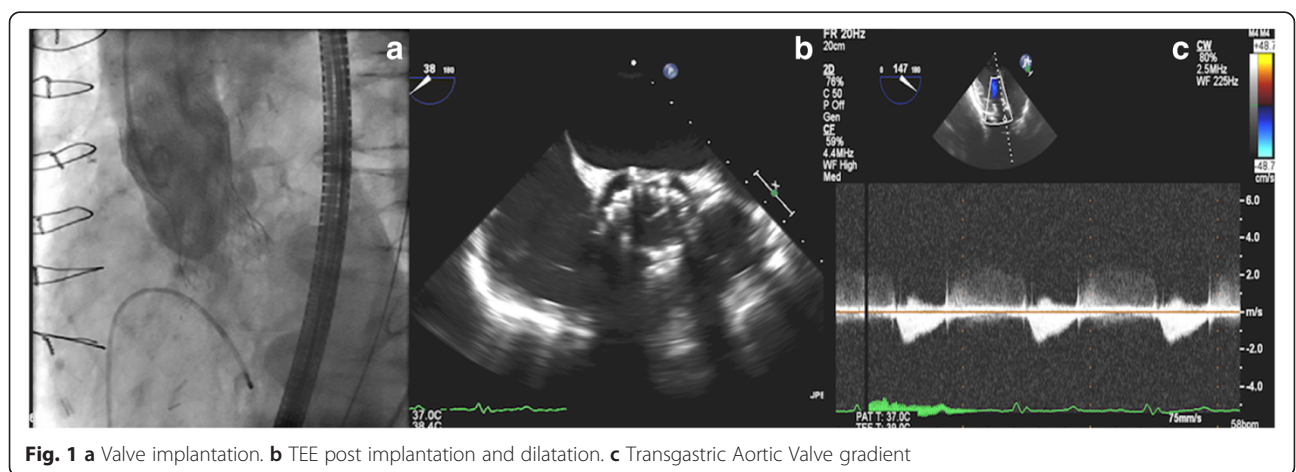 a
38 180
37.0C
38.4C
b
JPE
FR 20Hz
20cm
2D
76%
C 50
P Off
Gen
CF
59%
4.4MHz
WF High
Med
0 147 180
c
CW
80%
2.5MHz
WF 225Hz
M4 M4
+48.7
-48.7
cm/s
6.0
4.0
2.0
m/s
-2.0
-4.0
PAT T: 37.0C
TEE T: 39.0C
75mm/s
58bpm
Fig. 1 a Valve implantation. b TEE post implantation and dilatation. c Transgastric Aortic Valve gradient